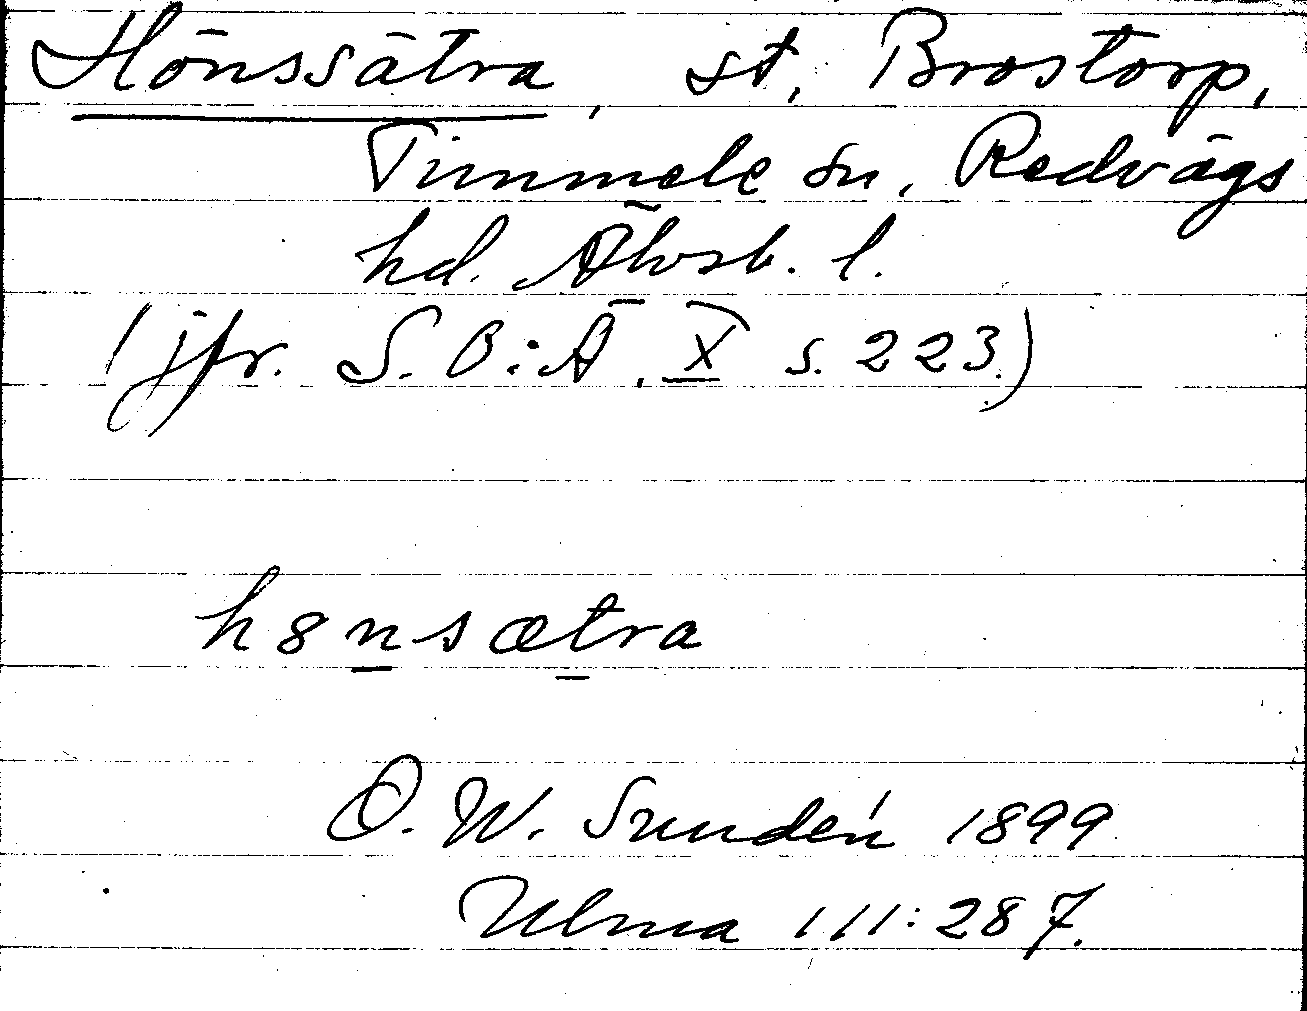 Hönssätra, st, Brostorp,
Timmele sn, Redvägs
hd. Älvsb. l.
(jfr. S.O:Ä, X s. 223.)
h8nsætra
O. W. Sundén 1899
Ulma 111:287.